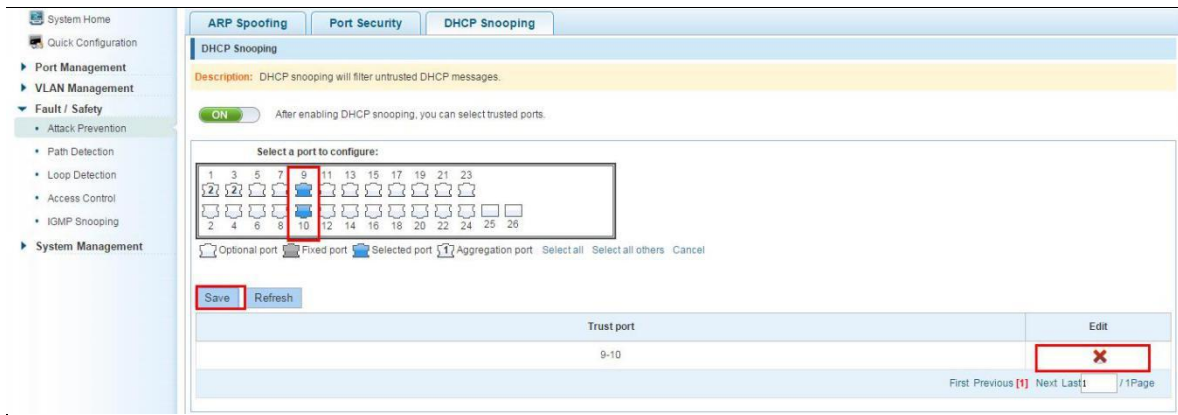 System Home
Quick Configuration
Port Management
VLAN Management
Fault / Safety
Attack Prevention
Path Detection
Loop Detection
Access Control
IGMP Snooping
System Management
ARP Spoofing Port Security DHCP Snooping
DHCP Snooping
Description: DHCP snooping will filter untrusted DHCP messages.
ON After enabling DHCP snooping, you can select trusted ports.
Select a port to configure:
1 3 5 7 9 11 13 15 17 19 21 23
2 2
2 4 6 8 10 12 14 16 18 20 22 24 25 26
Optional port Fixed port Selected port 1 Aggregation port Select all Select all others Cancel
Save Refresh
Trust port Edit
9-10
First Previous [1] Next Last 1 / 1Page